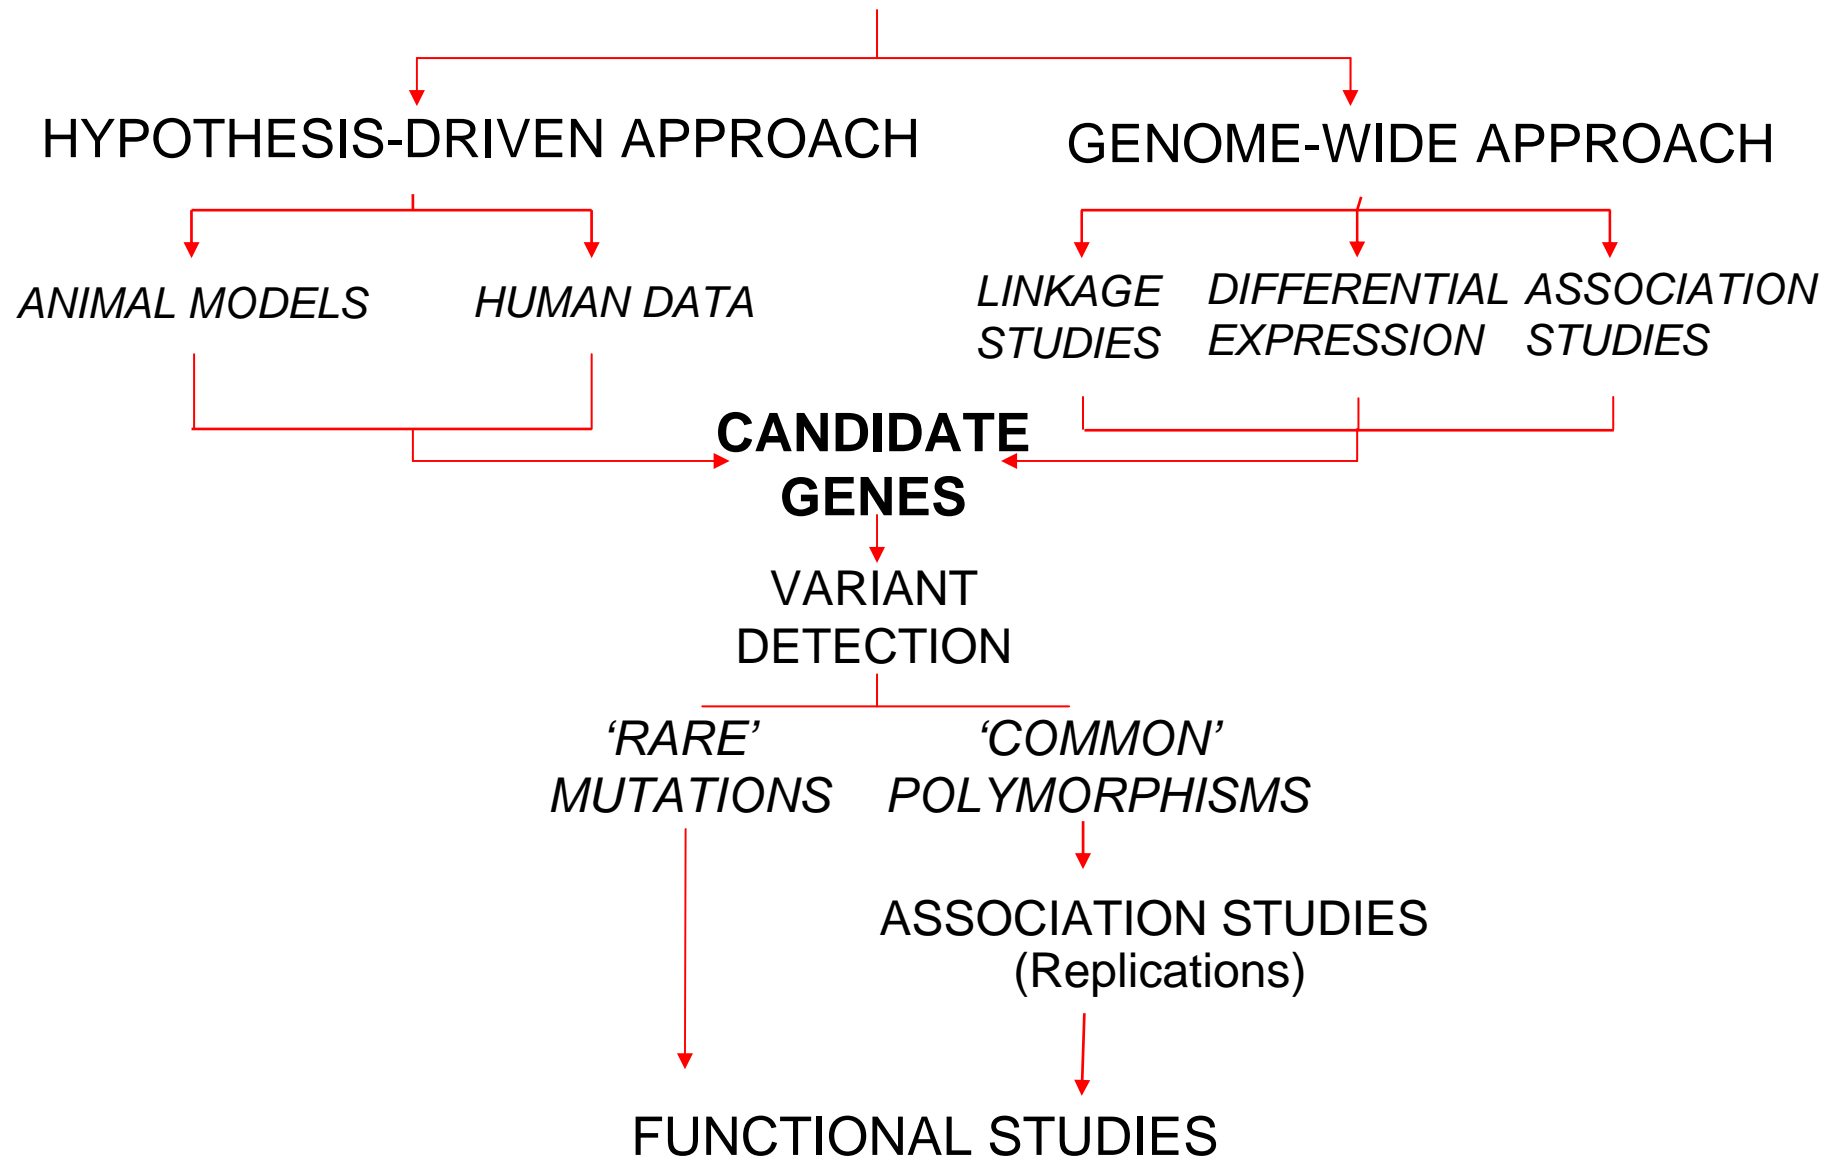 HYPOTHESIS-DRIVEN APPROACH
GENOME-WIDE APPROACH
ANIMAL MODELS
HUMAN DATA
LINKAGE
STUDIES
DIFFERENTIAL
EXPRESSION
ASSOCIATION
STUDIES
CANDIDATE
GENES
VARIANT
DETECTION
‘RARE’
MUTATIONS
‘COMMON’
POLYMORPHISMS
ASSOCIATION STUDIES
(Replications)
FUNCTIONAL STUDIES